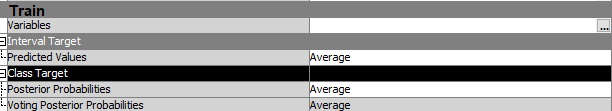 Train
Variables ...
Interval Target
Predicted Values Average
Class Target
Posterior Probabilities Average
Voting Posterior Probabilities Average